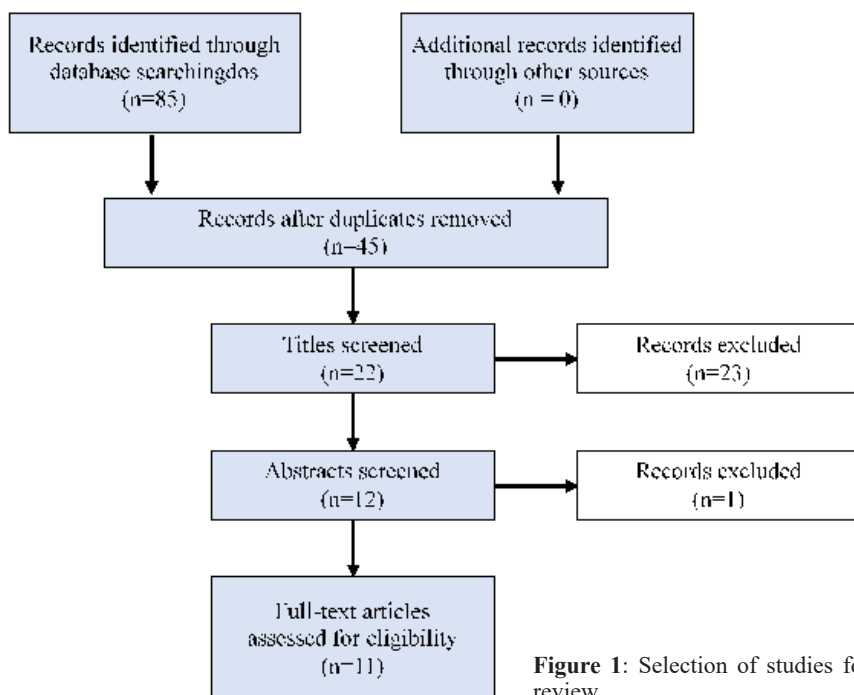 Records identified through
database searchingdos
(n=85)
Additional records identified
through other sources
(n = 0)
Records after duplicates removed
(n=45)
Titles screened
(n=22)
Records excluded
(n=23)
Abstracts screened
(n=12)
Records excluded
(n=1)
Full-text articles
assessed for eligibility
(n=11)
Figure 1: Selection of studies
review